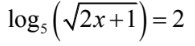 log₅(√(2x+1)) = 2